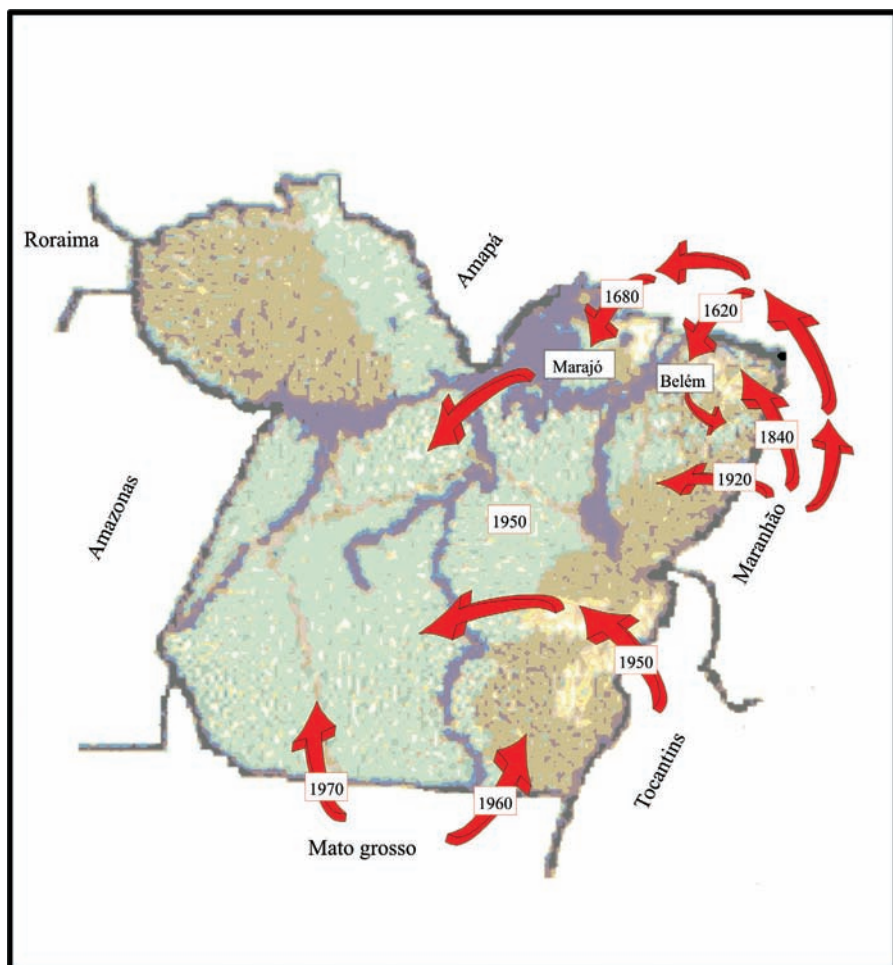 Roraima
Amapá
1680
1620
Marajó
Belém
1840
1920
Amazonas
1950
Maranhão
1950
Tocantins
1970
1960
Mato grosso